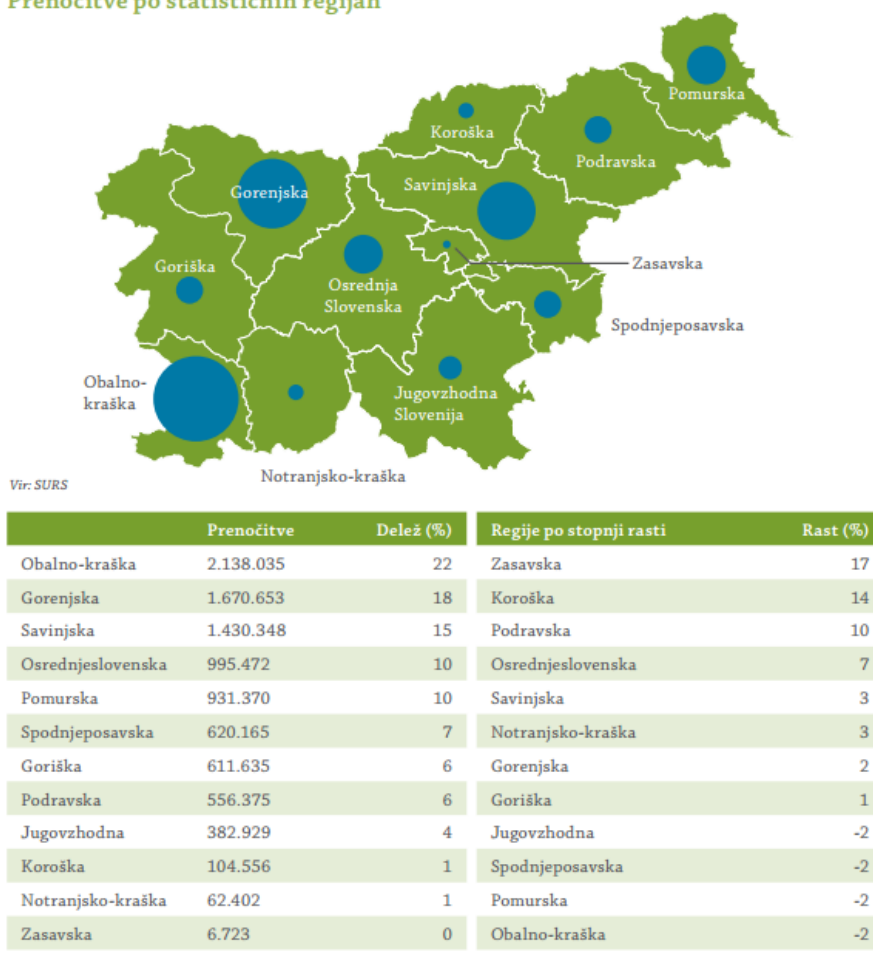 Prenočitve po statističnih regijah
Pomurska
Koroška
Podravska
Savinjska
Gorenjska
Zasavska
Goriška
Osrednja
Slovenska
Spodnjeposavska
Obalno-
kraška
Jugovzhodna
Slovenija
Notranjsko-kraška
Vir: SURS
Prenočitve Delež (%) Regije po stopnji rasti Rast (%)
Obalno-kraška 2.138.035 22 Zasavska 17
Gorenjska 1.670.653 18 Koroška 14
Savinjska 1.430.348 15 Podravska 10
Osrednjeslovenska 995.472 10 Osrednjeslovenska 7
Pomurska 931.370 10 Savinjska 3
Spodnjeposavska 620.165 7 Notranjsko-kraška 3
Goriška 611.635 6 Gorenjska 2
Podravska 556.375 6 Goriška 1
Jugovzhodna 382.929 4 Jugovzhodna -2
Koroška 104.556 1 Spodnjeposavska -2
Notranjsko-kraška 62.402 1 Pomurska -2
Zasavska 6.723 0 Obalno-kraška -2